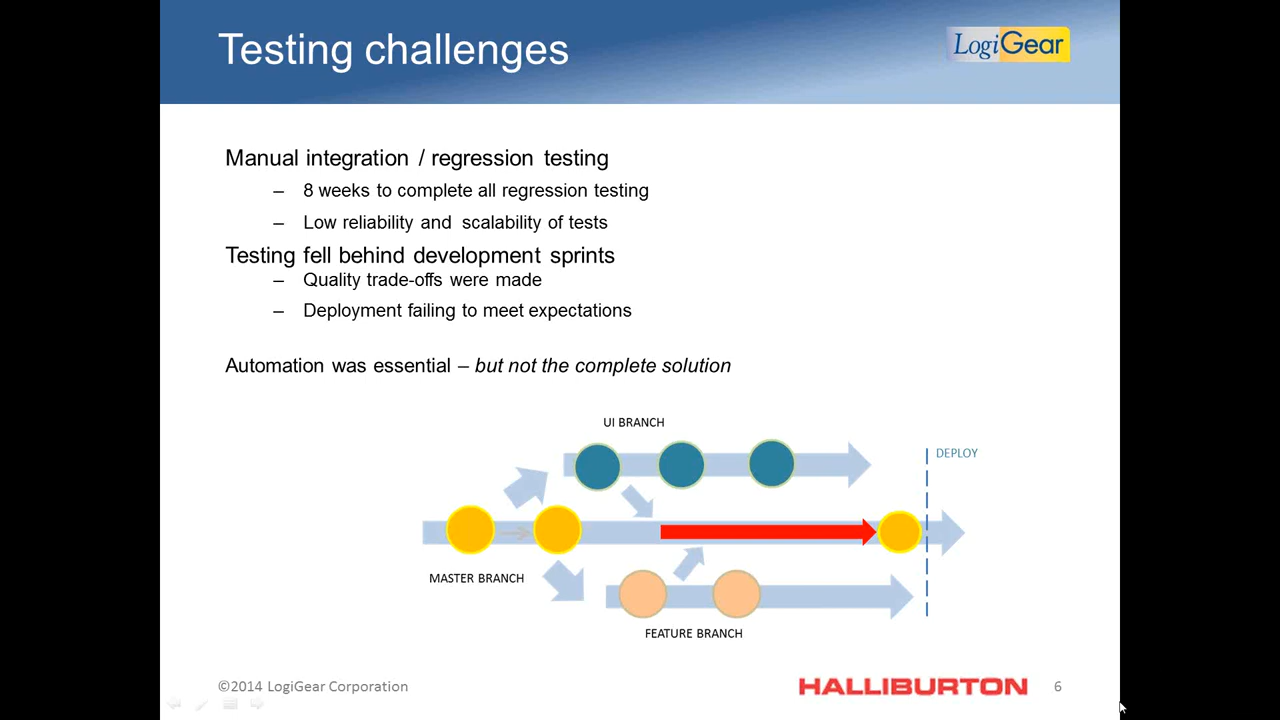 Testing challenges
LogiGear
Manual integration / regression testing
– 8 weeks to complete all regression testing
– Low reliability and scalability of tests
Testing fell behind development sprints
– Quality trade-offs were made
– Deployment failing to meet expectations
Automation was essential – but not the complete solution
UI BRANCH
DEPLOY
MASTER BRANCH
FEATURE BRANCH
©2014 LogiGear Corporation
HALLIBURTON
6